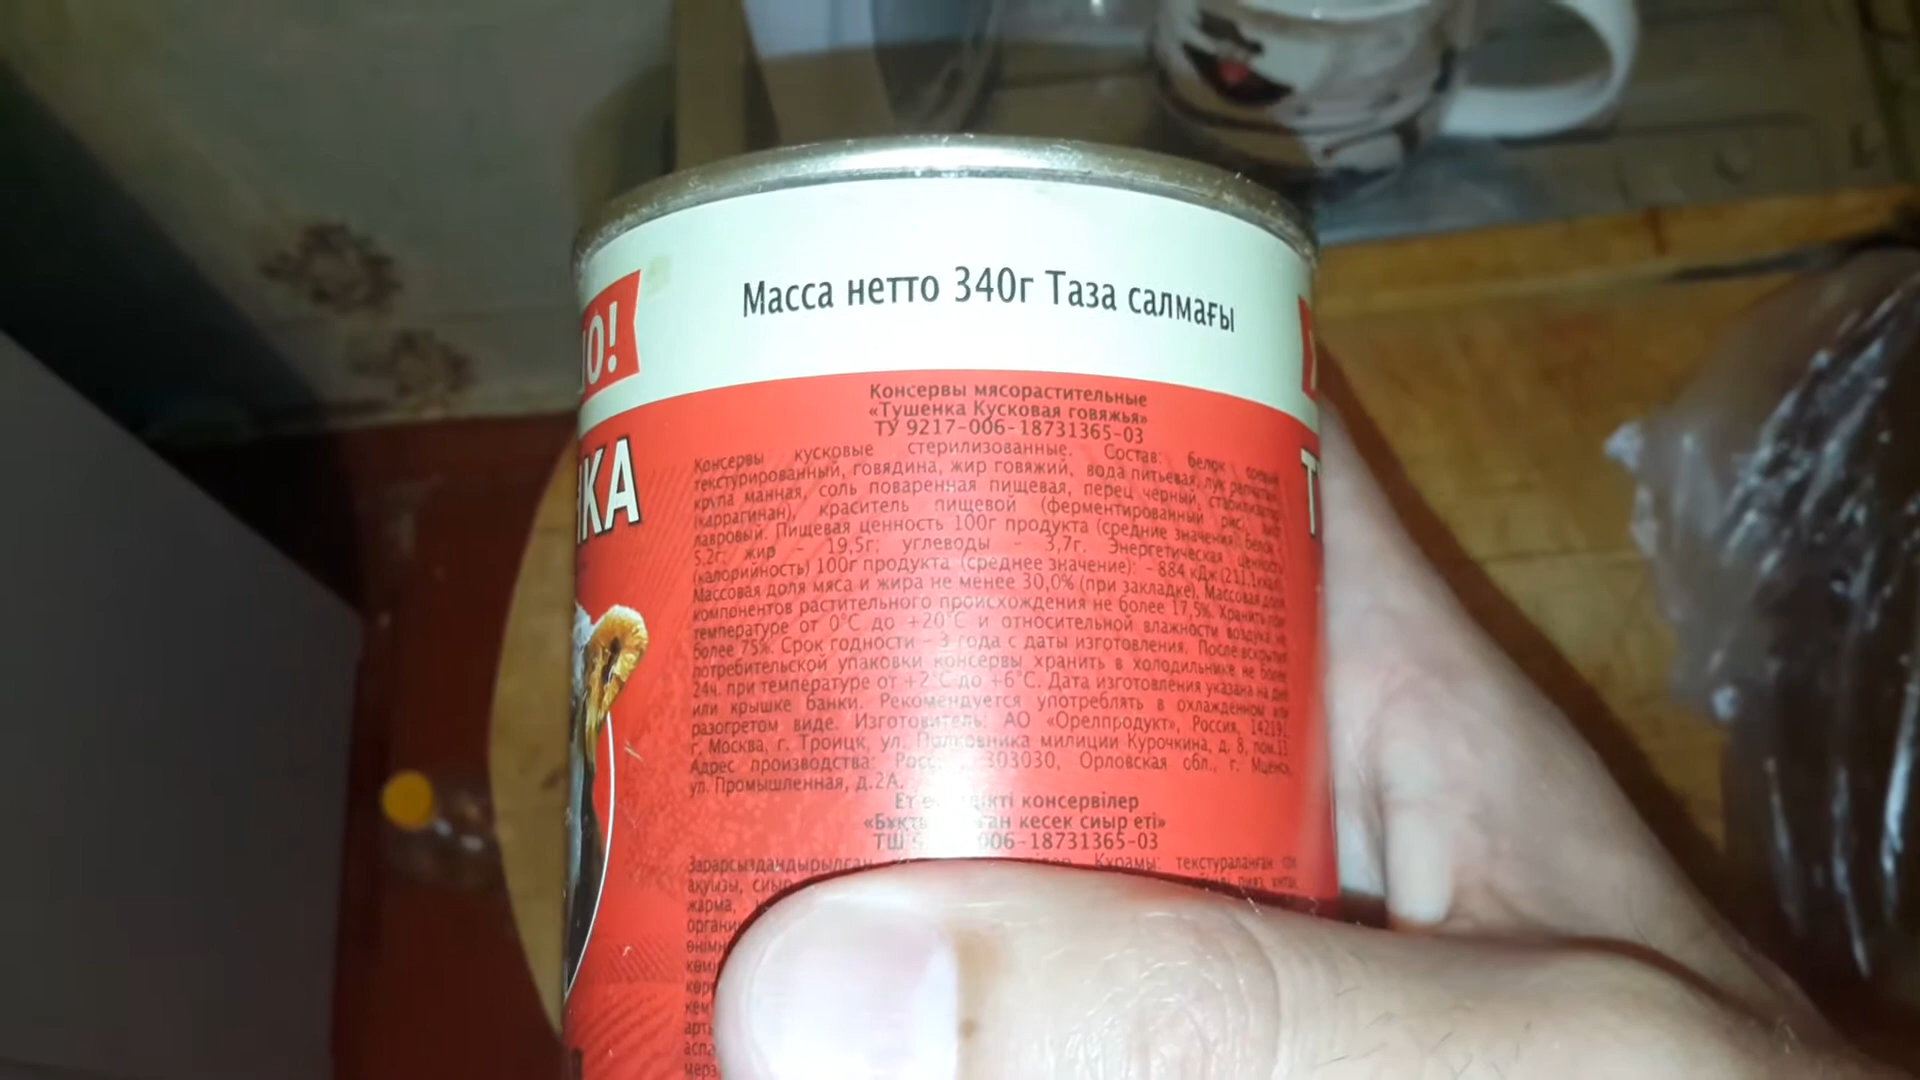 Ю!
Масса нетто 340г Таза салмағы
КА
Консервы мясорастительные
«Тушенка Кусковая говяжья»
ТУ 9217-006-18731365-03
Консервы кусковые стерилизованные. Состав: белок соевый
текстурированный, говядина, жир говяжий, вода питьевая, лук репчатый,
крупа манная, соль поваренная пищевая, перец черный, стабилизатор
(каррагинан), краситель пищевой (ферментированный рис), лист
лавровый. Пищевая ценность 100г продукта (средние значения): белок -
5,2г; жир - 19,5г; углеводы - 3,7г. Энергетическая ценность
(калорийность) 100г продукта (среднее значение): - 884 кДж
Массовая доля мяса и жира не менее 30,0% (при закладке). Массовая доля
компонентов растительного происхождения не более 17,5%. Хранить при
температуре от 0°С до +20°С и относительной влажности воздуха не
более 75%. Срок годности - 3 года с даты изготовления. После вскрытия
потребительской упаковки консервы хранить в холодильнике не более
24ч. при температуре от +2°С до +6°С. Дата изготовления указана на дне
или крышке банки. Рекомендуется употреблять в охлажденном или
разогретом виде. Изготовитель: АО «Орелпродукт», Россия, 142191,
г. Москва, г. Троицк, ул. Полковника милиции Курочкина, д. 8, пом.33
Адрес производства: 303030, Орловская обл., г. Мценск,
ул. Промышленная, д.2А.
консервілер
кесек сиыр еті»
ТШ 006-18731365-03
Зарарсыздандырылған Құрамы: текстураланған
ақуызы, сиыр
жарма,